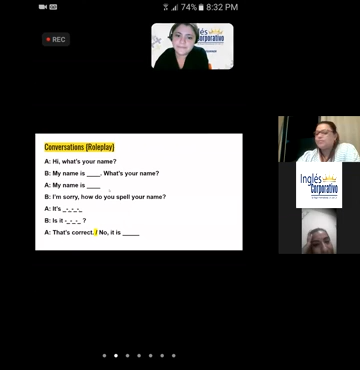 74% 8:32 PM
REC
Inglés
Corporativo
Conversations [Roleplay]
A: Hi, what's your name?
B: My name is ____. What's your name?
A: My name is ____
B: I'm sorry, how do you spell your name?
A: It's _-_-_-_
B: Is it -_-_-_ ?
A: That's correct. / No, it is _____
Inglés
Corporativo